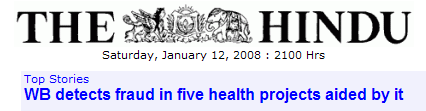 THE HINDU
Saturday, January 12, 2008 : 2100 Hrs
Top Stories
WB detects fraud in five health projects aided by it